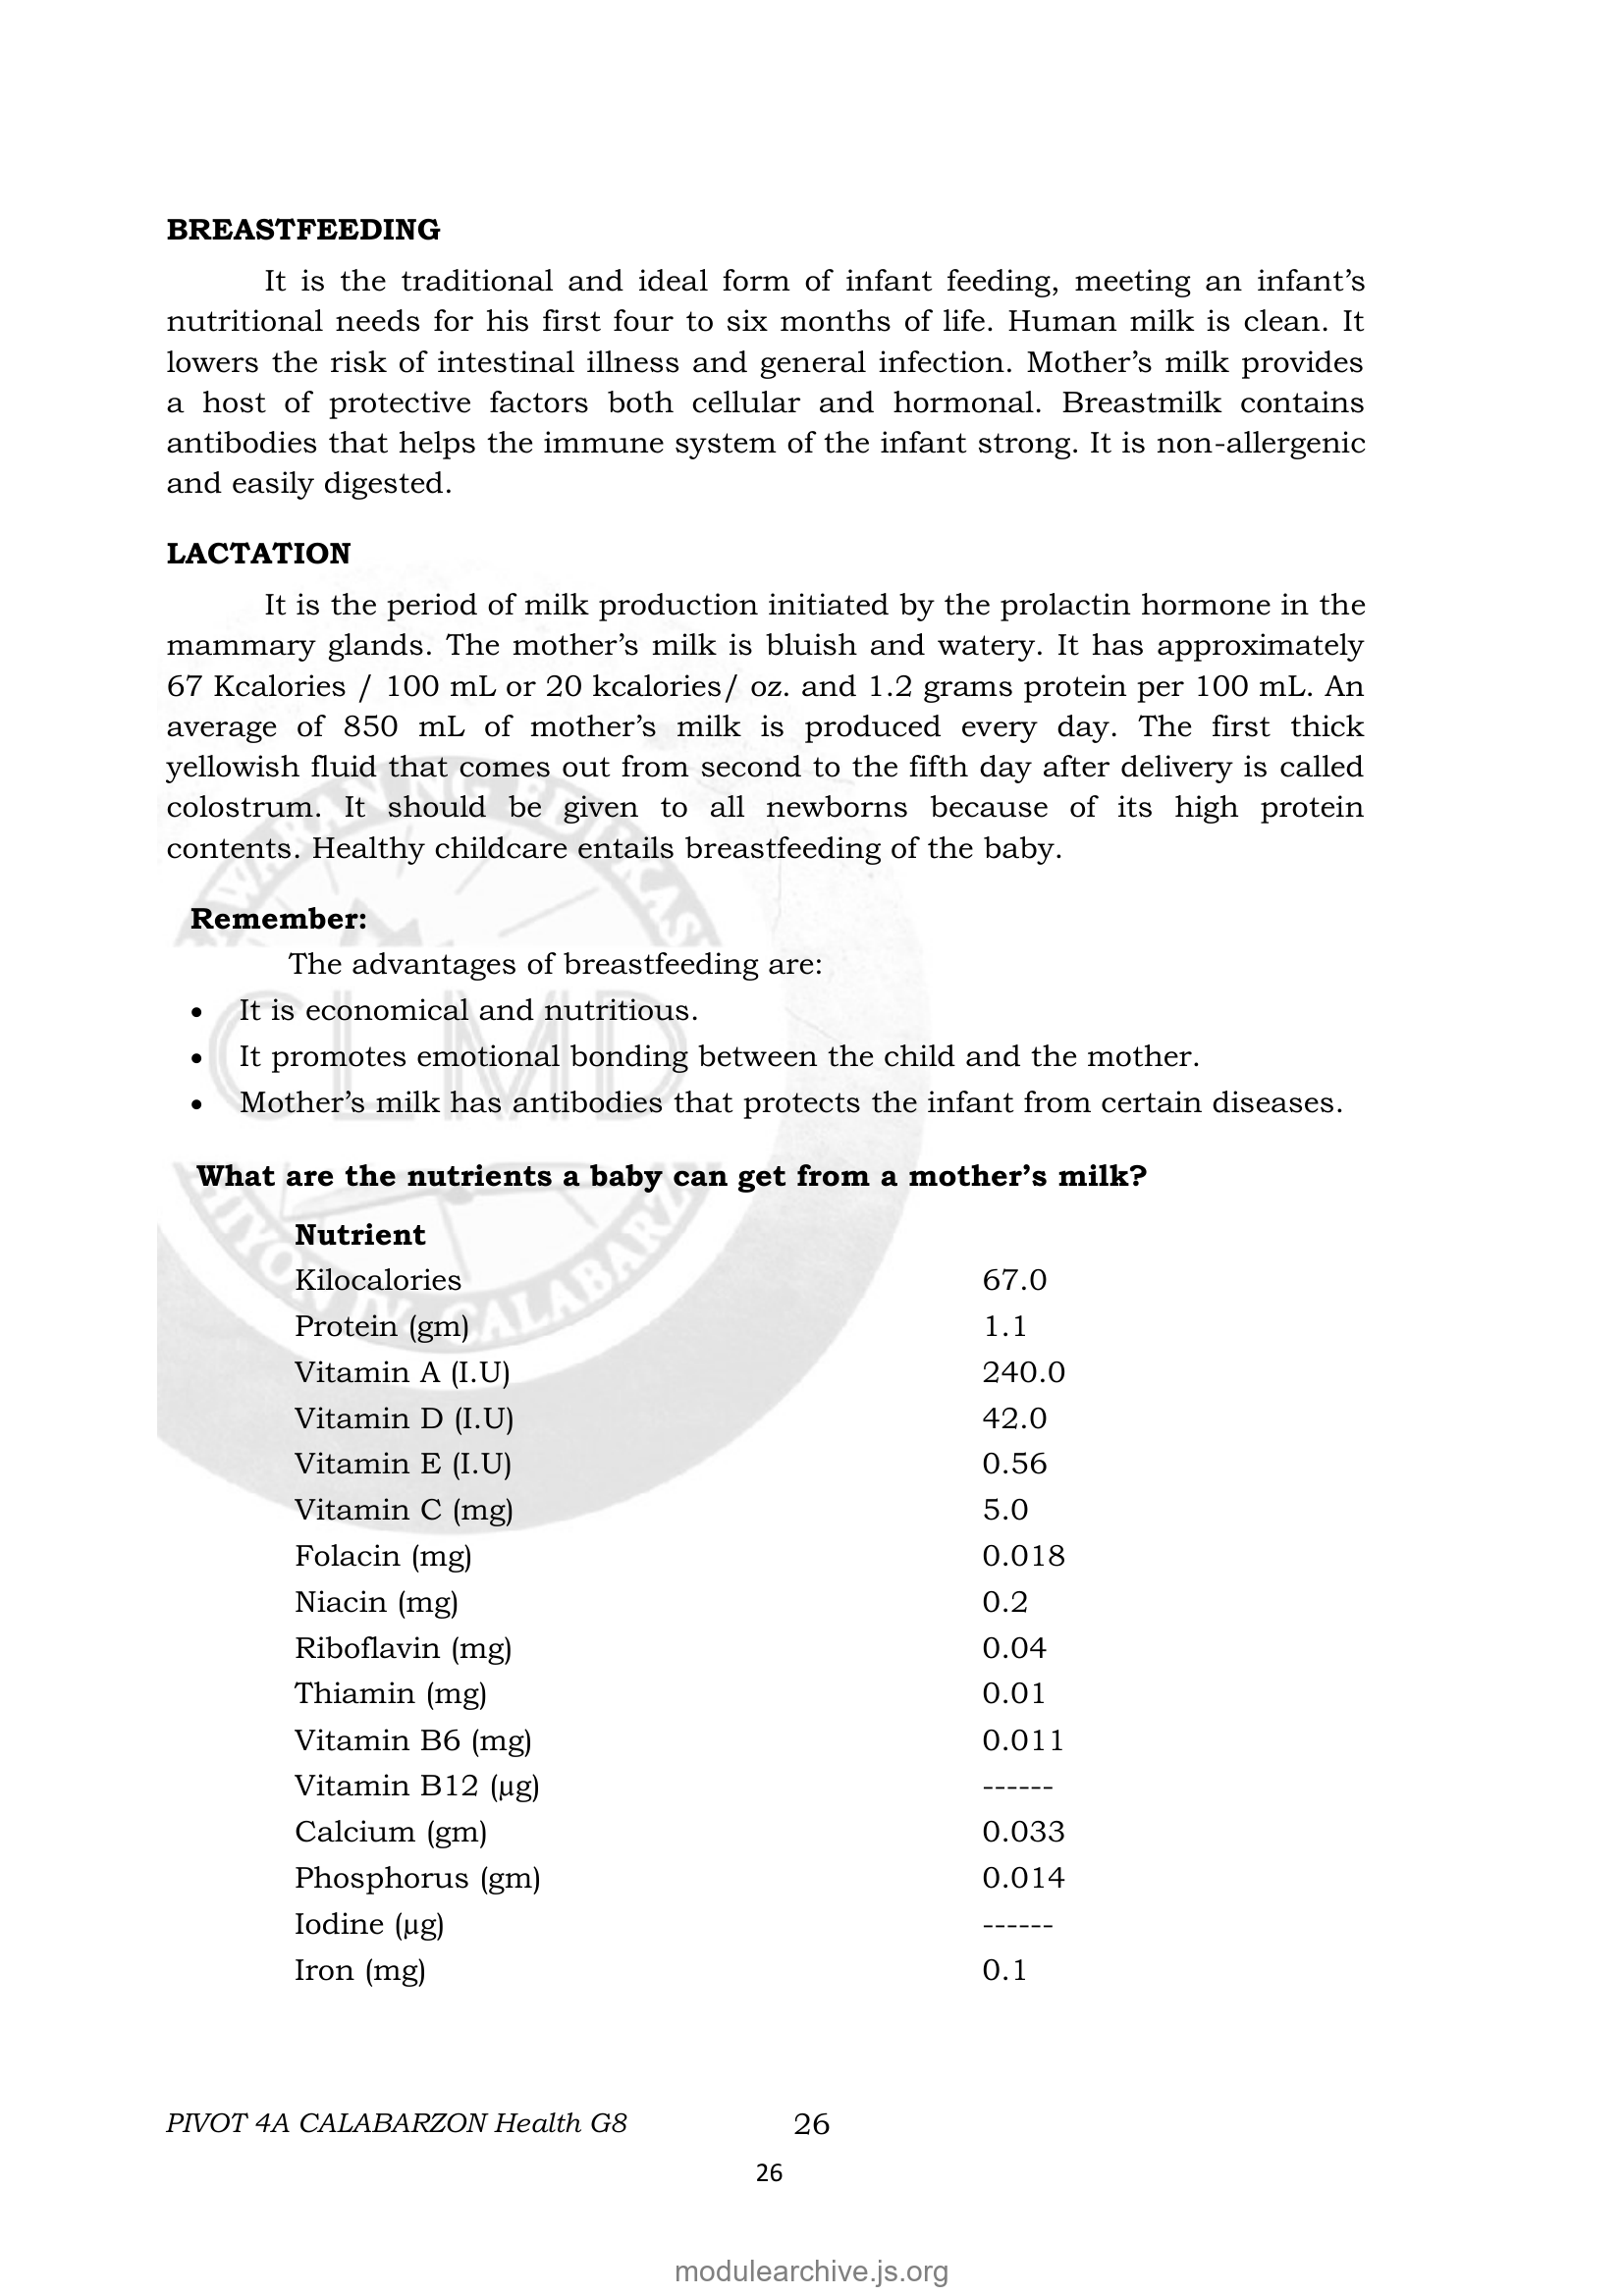 BREASTFEEDING
It is the traditional and ideal form of infant feeding, meeting an infant’s
nutritional needs for his first four to six months of life. Human milk is clean. It
lowers the risk of intestinal illness and general infection. Mother’s milk provides
a host of protective factors both cellular and hormonal. Breastmilk contains
antibodies that helps the immune system of the infant strong. It is non-allergenic
and easily digested.
LACTATION
It is the period of milk production initiated by the prolactin hormone in the
mammary glands. The mother’s milk is bluish and watery. It has approximately
67 Kcalories / 100 mL or 20 kcalories/ oz. and 1.2 grams protein per 100 mL. An
average of 850 mL of mother’s milk is produced every day. The first thick
yellowish fluid that comes out from second to the fifth day after delivery is called
colostrum. It should be given to all newborns because of its high protein
contents. Healthy childcare entails breastfeeding of the baby.
Remember:
The advantages of breastfeeding are:
• It is economical and nutritious.
• It promotes emotional bonding between the child and the mother.
• Mother’s milk has antibodies that protects the infant from certain diseases.
CLMD
What are the nutrients a baby can get from a mother’s milk?
Nutrient
Kilocalories 67.0
Protein (gm) 1.1
Vitamin A (I.U) 240.0
Vitamin D (I.U) 42.0
Vitamin E (I.U) 0.56
Vitamin C (mg) 5.0
Folacin (mg) 0.018
Niacin (mg) 0.2
Riboflavin (mg) 0.04
Thiamin (mg) 0.01
Vitamin B6 (mg) 0.011
Vitamin B12 (µg) ------
Calcium (gm) 0.033
Phosphorus (gm) 0.014
Iodine (µg) ------
Iron (mg) 0.1
PIVOT 4A CALABARZON Health G8 26
26
modulearchive.js.org